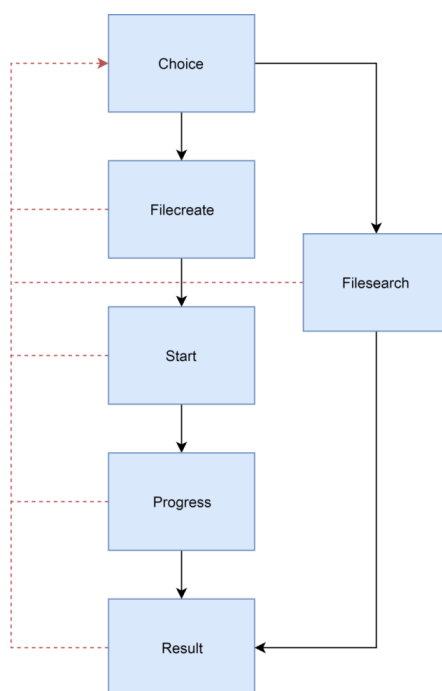 Choice
Filecreate
Filesearch
Start
Progress
Result